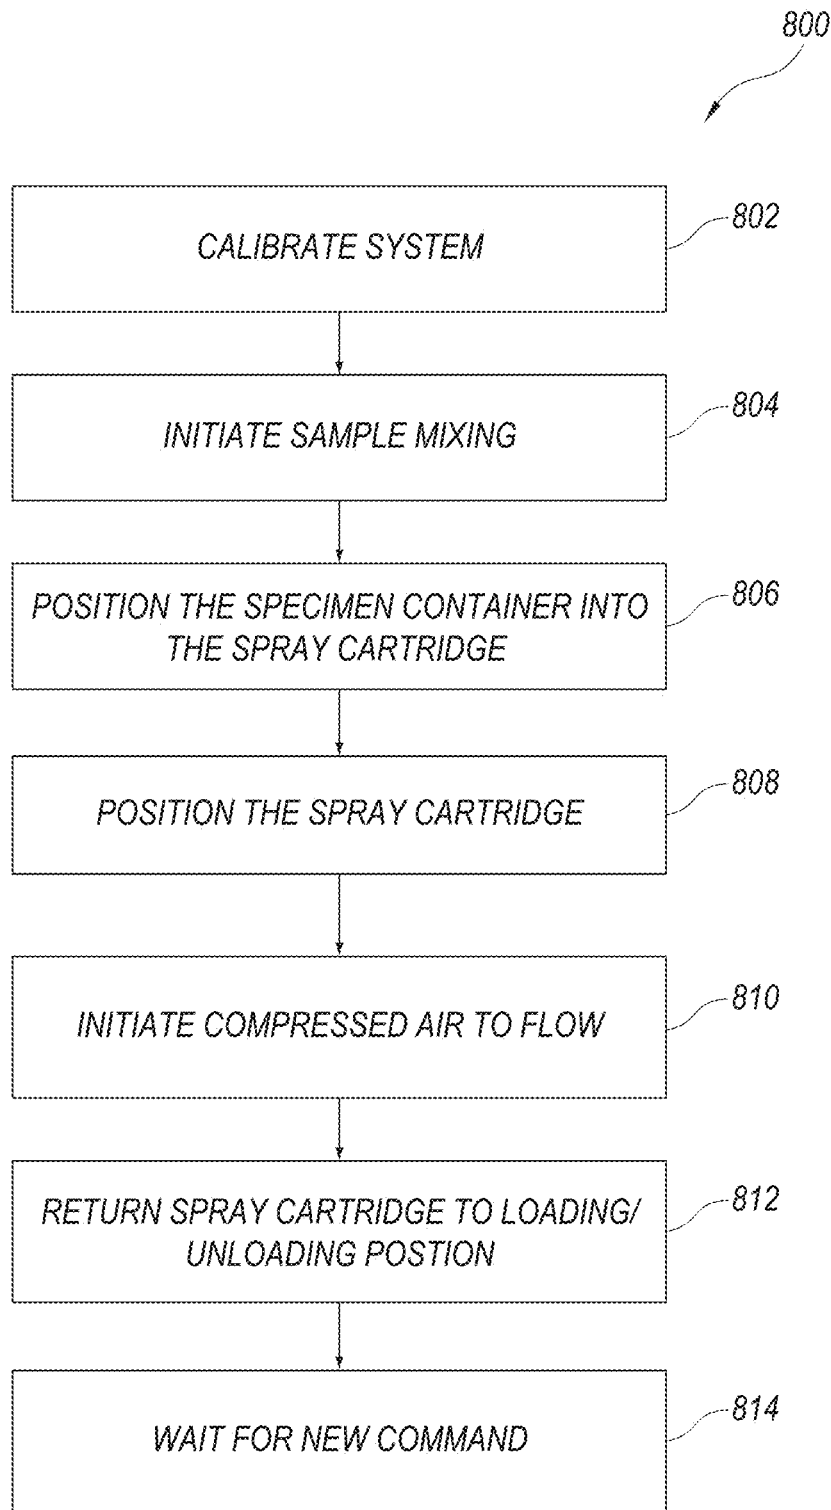 800
CALIBRATE SYSTEM
802
INITIATE SAMPLE MIXING
804
POSITION THE SPECIMEN CONTAINER INTO
THE SPRAY CARTRIDGE
806
POSITION THE SPRAY CARTRIDGE
808
INITIATE COMPRESSED AIR TO FLOW
810
RETURN SPRAY CARTRIDGE TO LOADING/
UNLOADING POSTION
812
WAIT FOR NEW COMMAND
814